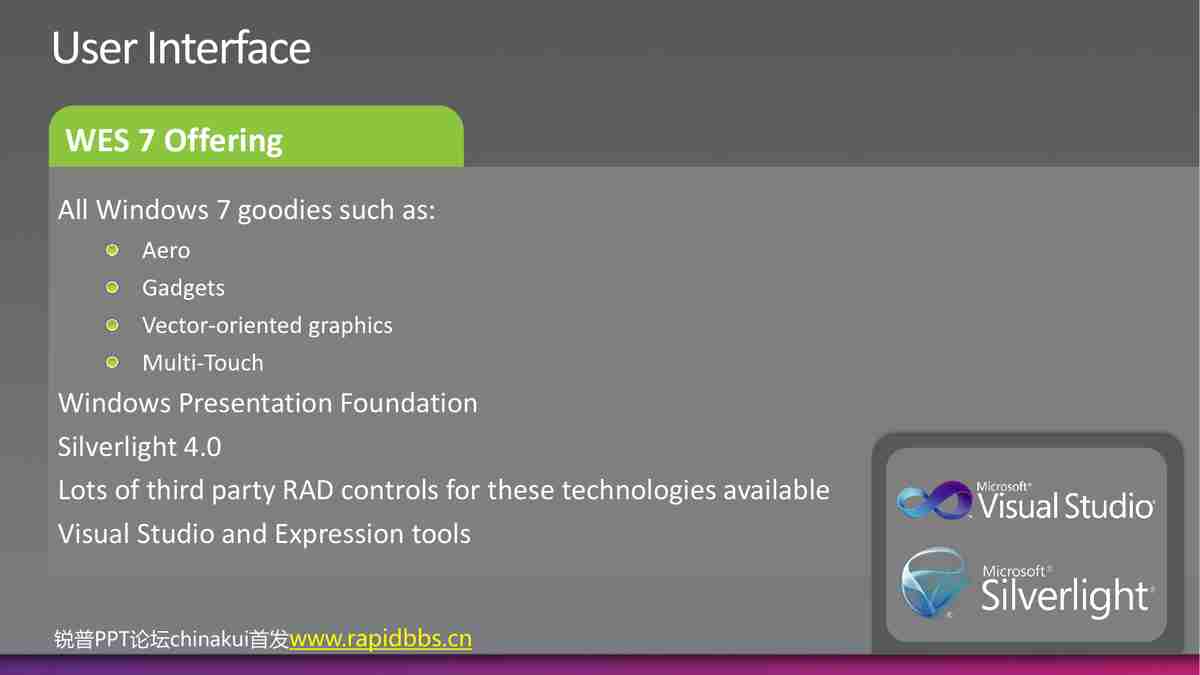 User Interface
WES 7 Offering
All Windows 7 goodies such as:
Aero
Gadgets
Vector-oriented graphics
Multi-Touch
Windows Presentation Foundation
Silverlight 4.0
Lots of third party RAD controls for these technologies available
Visual Studio and Expression tools
Microsoft®
Visual Studio®
Microsoft®
Silverlight®
锐普PPT论坛chinakui首发www.rapidbbs.cn